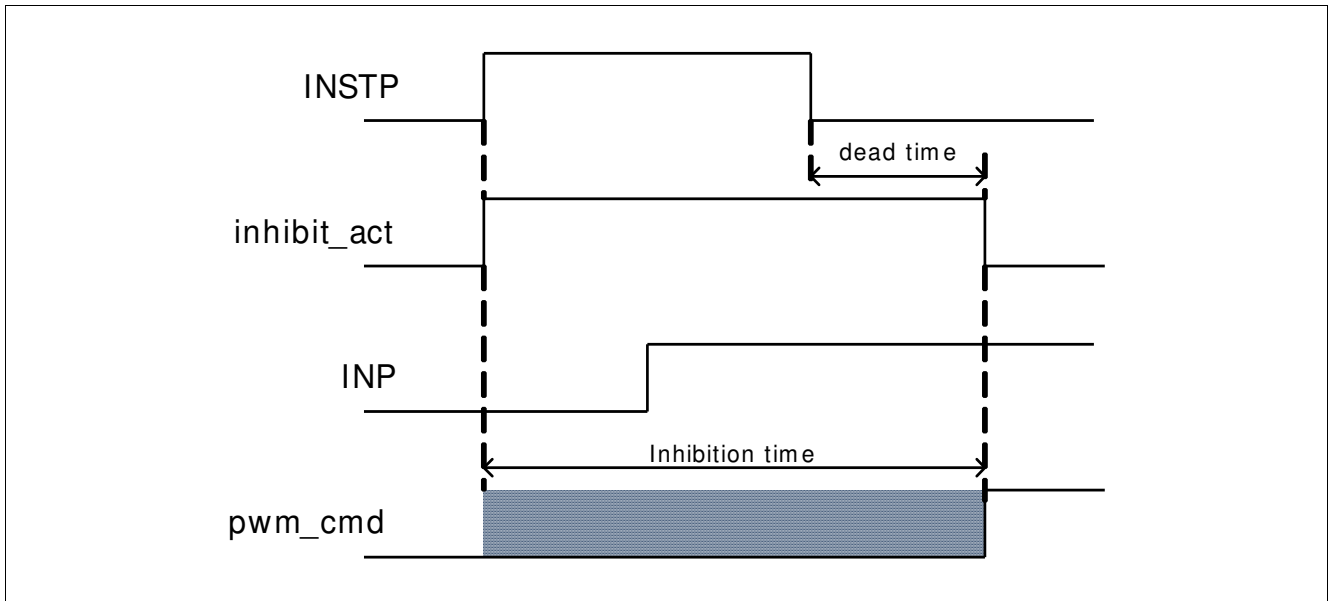 INSTP
dead time
inhibit_act
INP
Inhibition time
pwm_cmd